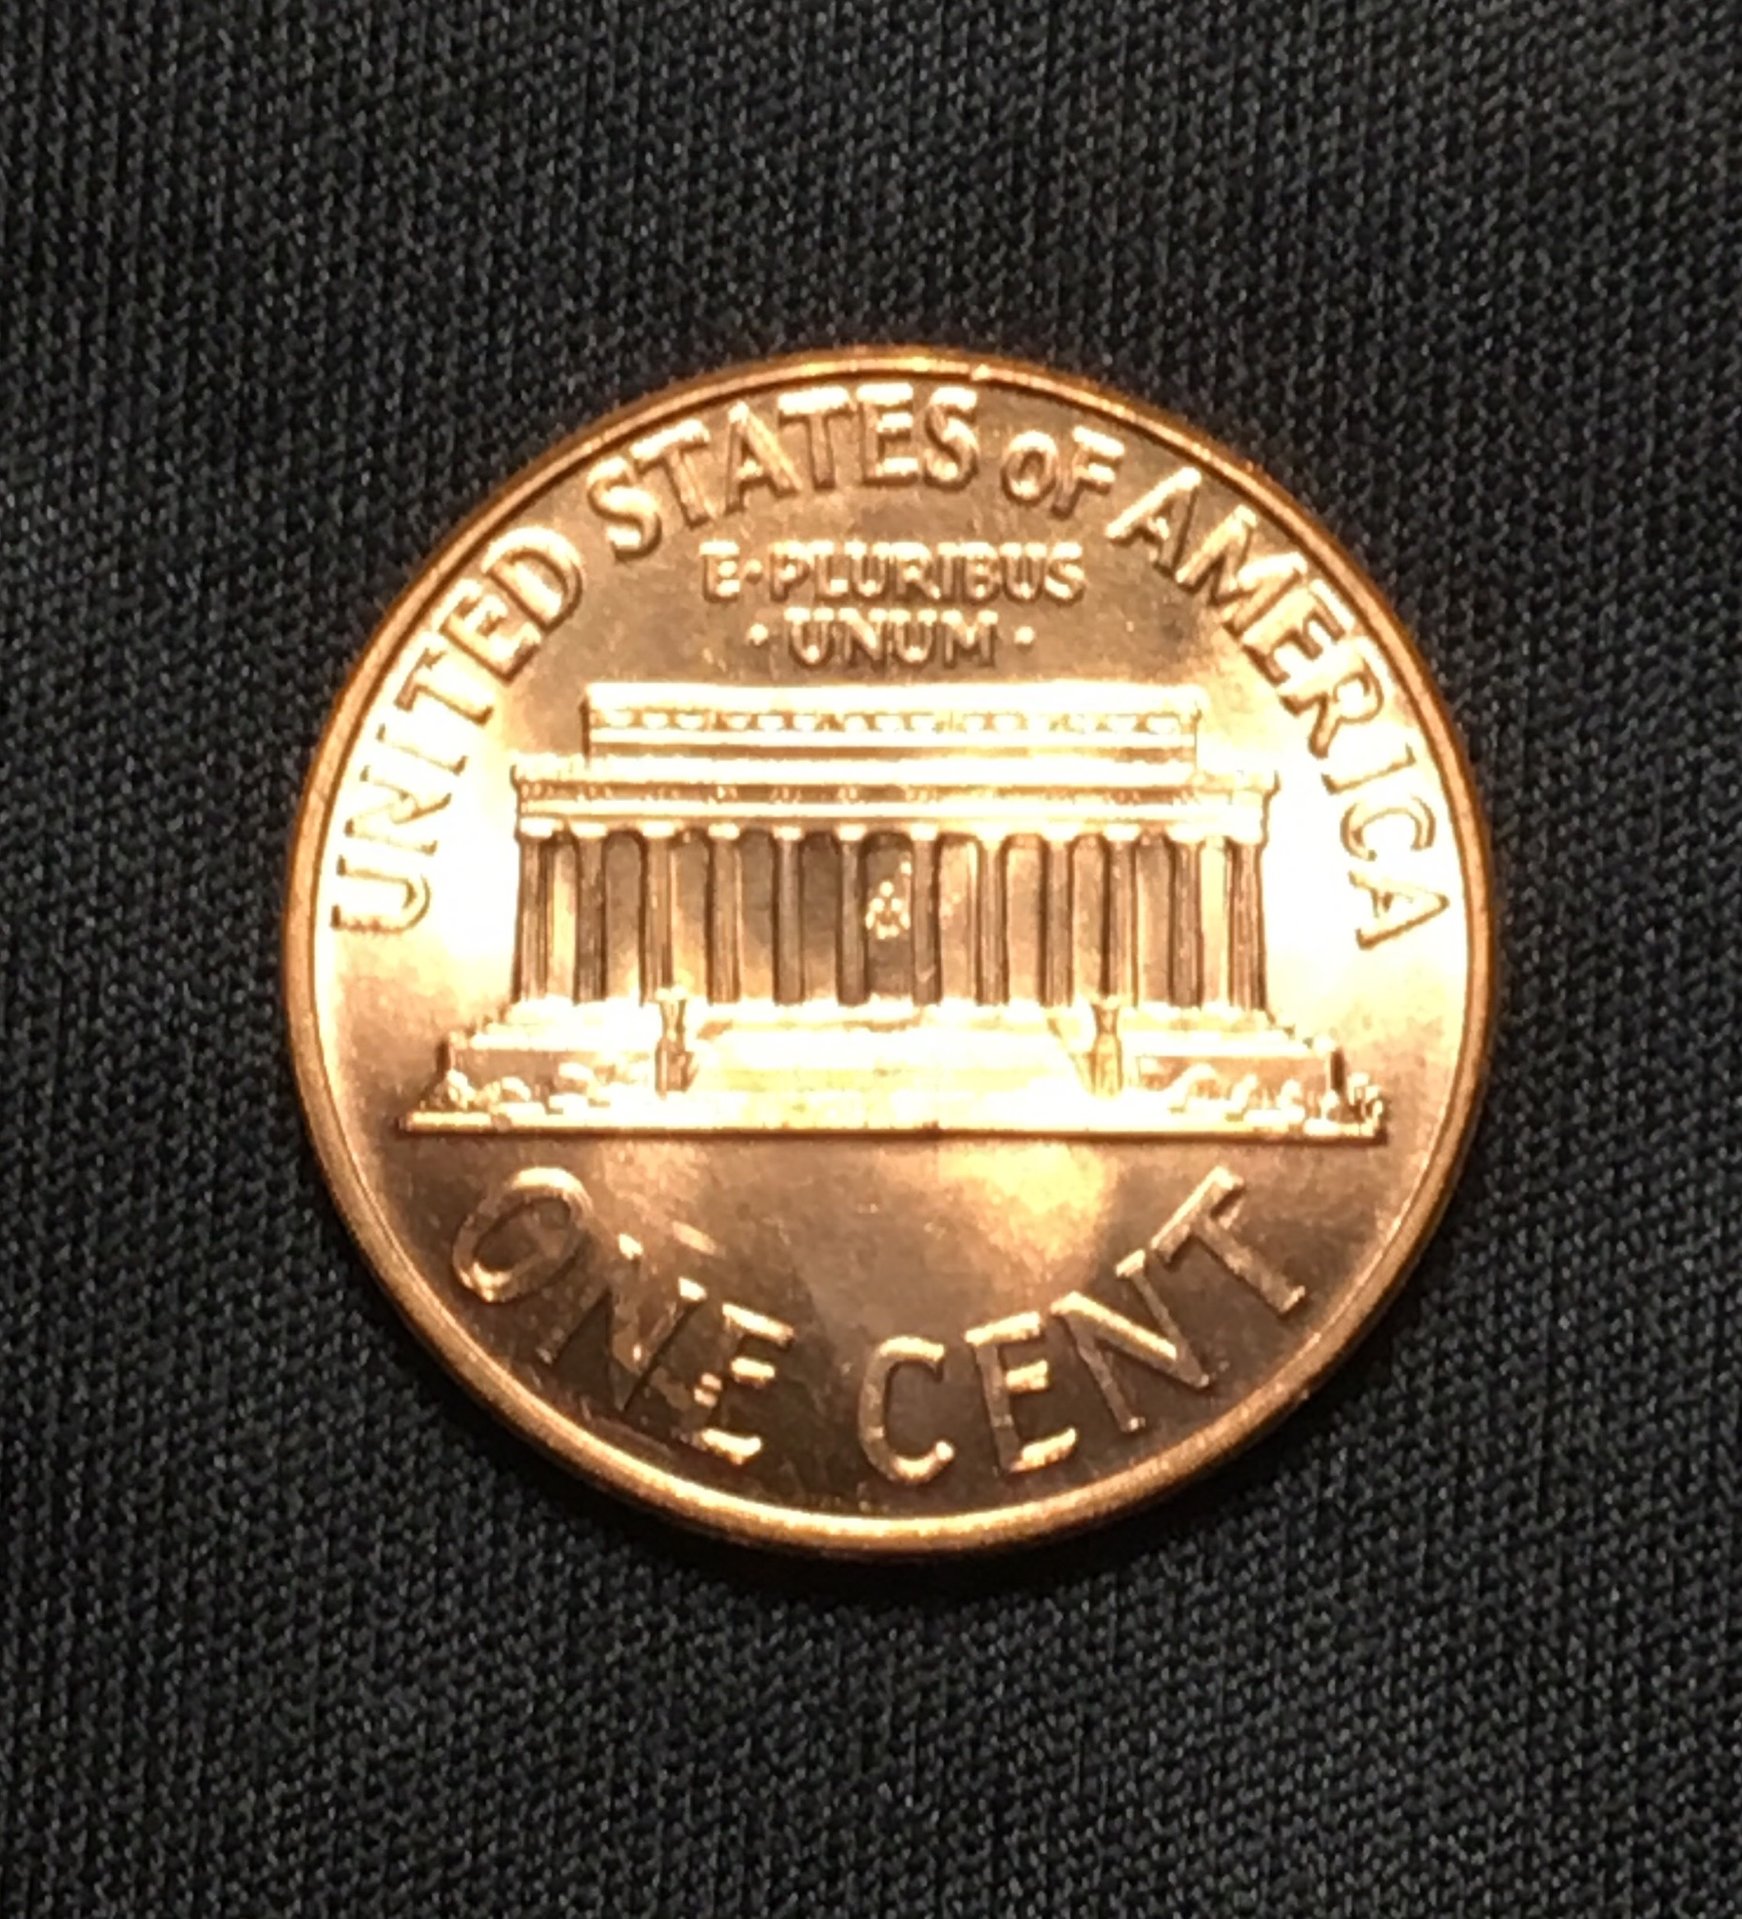 UNITED STATES OF AMERICA
E·PLURIBUS
·UNUM·
ONE CENT